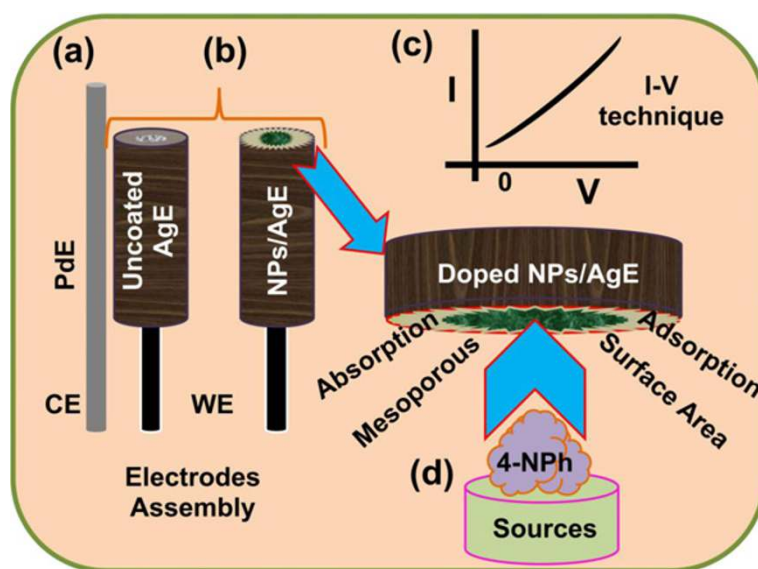 (a)
(b)
(c)
I
I-V
technique
0
V
PdE
Uncoated
AgE
NPs/AgE
CE
WE
Electrodes
Assembly
Doped NPs/AgE
Absorption
Mesoporous
Surface Area
Adsorption
(d)
4-NPh
Sources